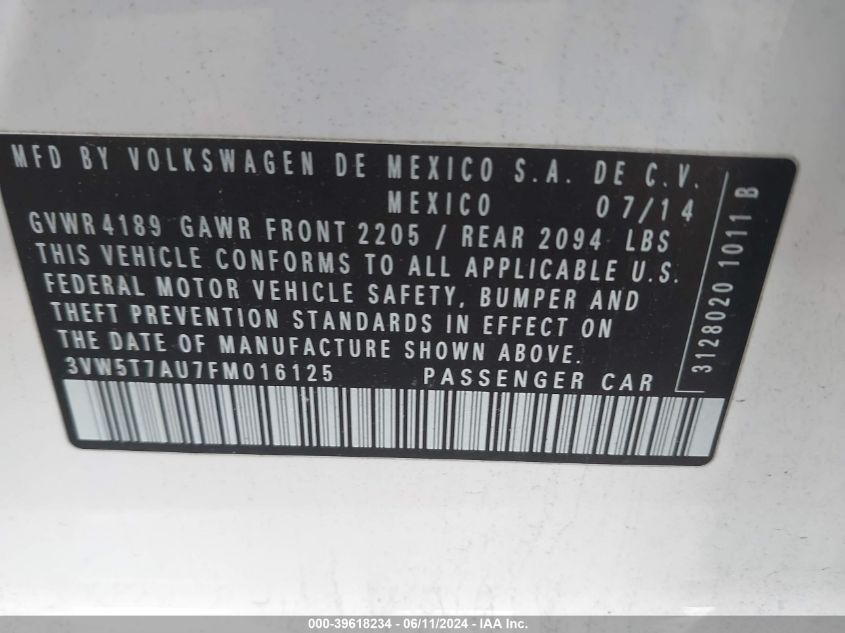 MFD BY VOLKSWAGEN DE MEXICO S.A. DE C.V.
MEXICO 07/14
GVWR 4189 GAWR FRONT 2205 / REAR 2094 LBS
THIS VEHICLE CONFORMS TO ALL APPLICABLE U.S.
FEDERAL MOTOR VEHICLE SAFETY, BUMPER AND
THEFT PREVENTION STANDARDS IN EFFECT ON
THE DATE OF MANUFACTURE SHOWN ABOVE.
3VW5T7AU7FM016125 PASSENGER CAR
3128020 1011 B
000-39618234 - 06/11/2024 - IAA Inc.